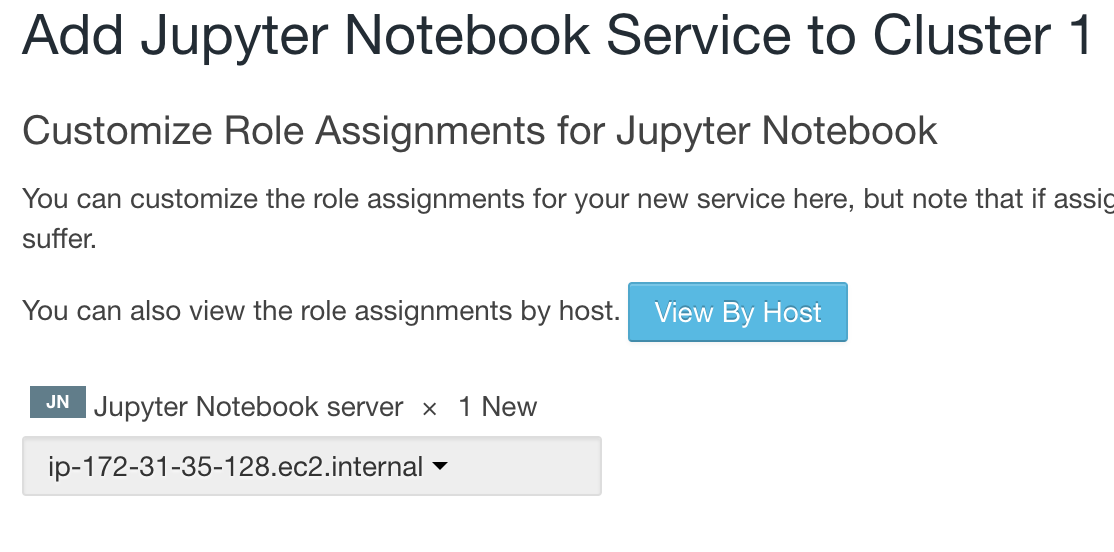 Add Jupyter Notebook Service to Cluster 1
Customize Role Assignments for Jupyter Notebook
You can customize the role assignments for your new service here, but note that if
suffer.
You can also view the role assignments by host. View By Host
JN Jupyter Notebook server × 1 New
ip-172-31-35-128.ec2.internal